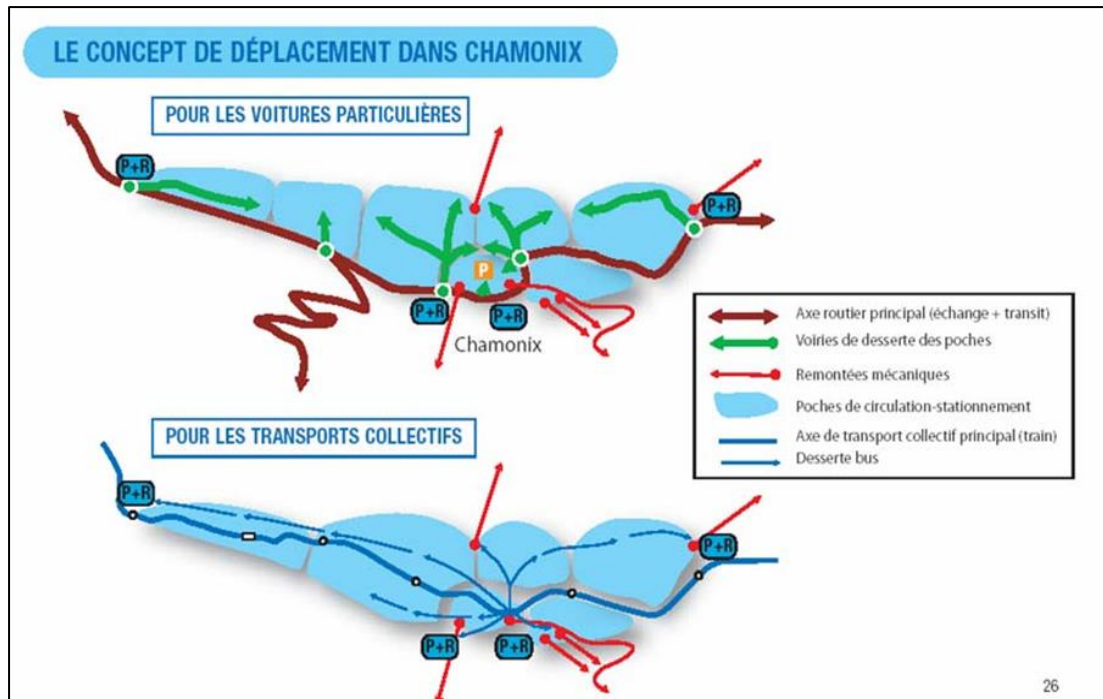 LE CONCEPT DE DÉPLACEMENT DANS CHAMONIX
POUR LES VOITURES PARTICULIÈRES
P+R
P+R
P
P+R
P+R
Chamonix
Axe routier principal (échange + transit)
Voiries de desserte des poches
Remontées mécaniques
Poches de circulation-stationnement
Axe de transport collectif principal (train)
Desserte bus
POUR LES TRANSPORTS COLLECTIFS
P+R
P+R
P+R
P+R
26